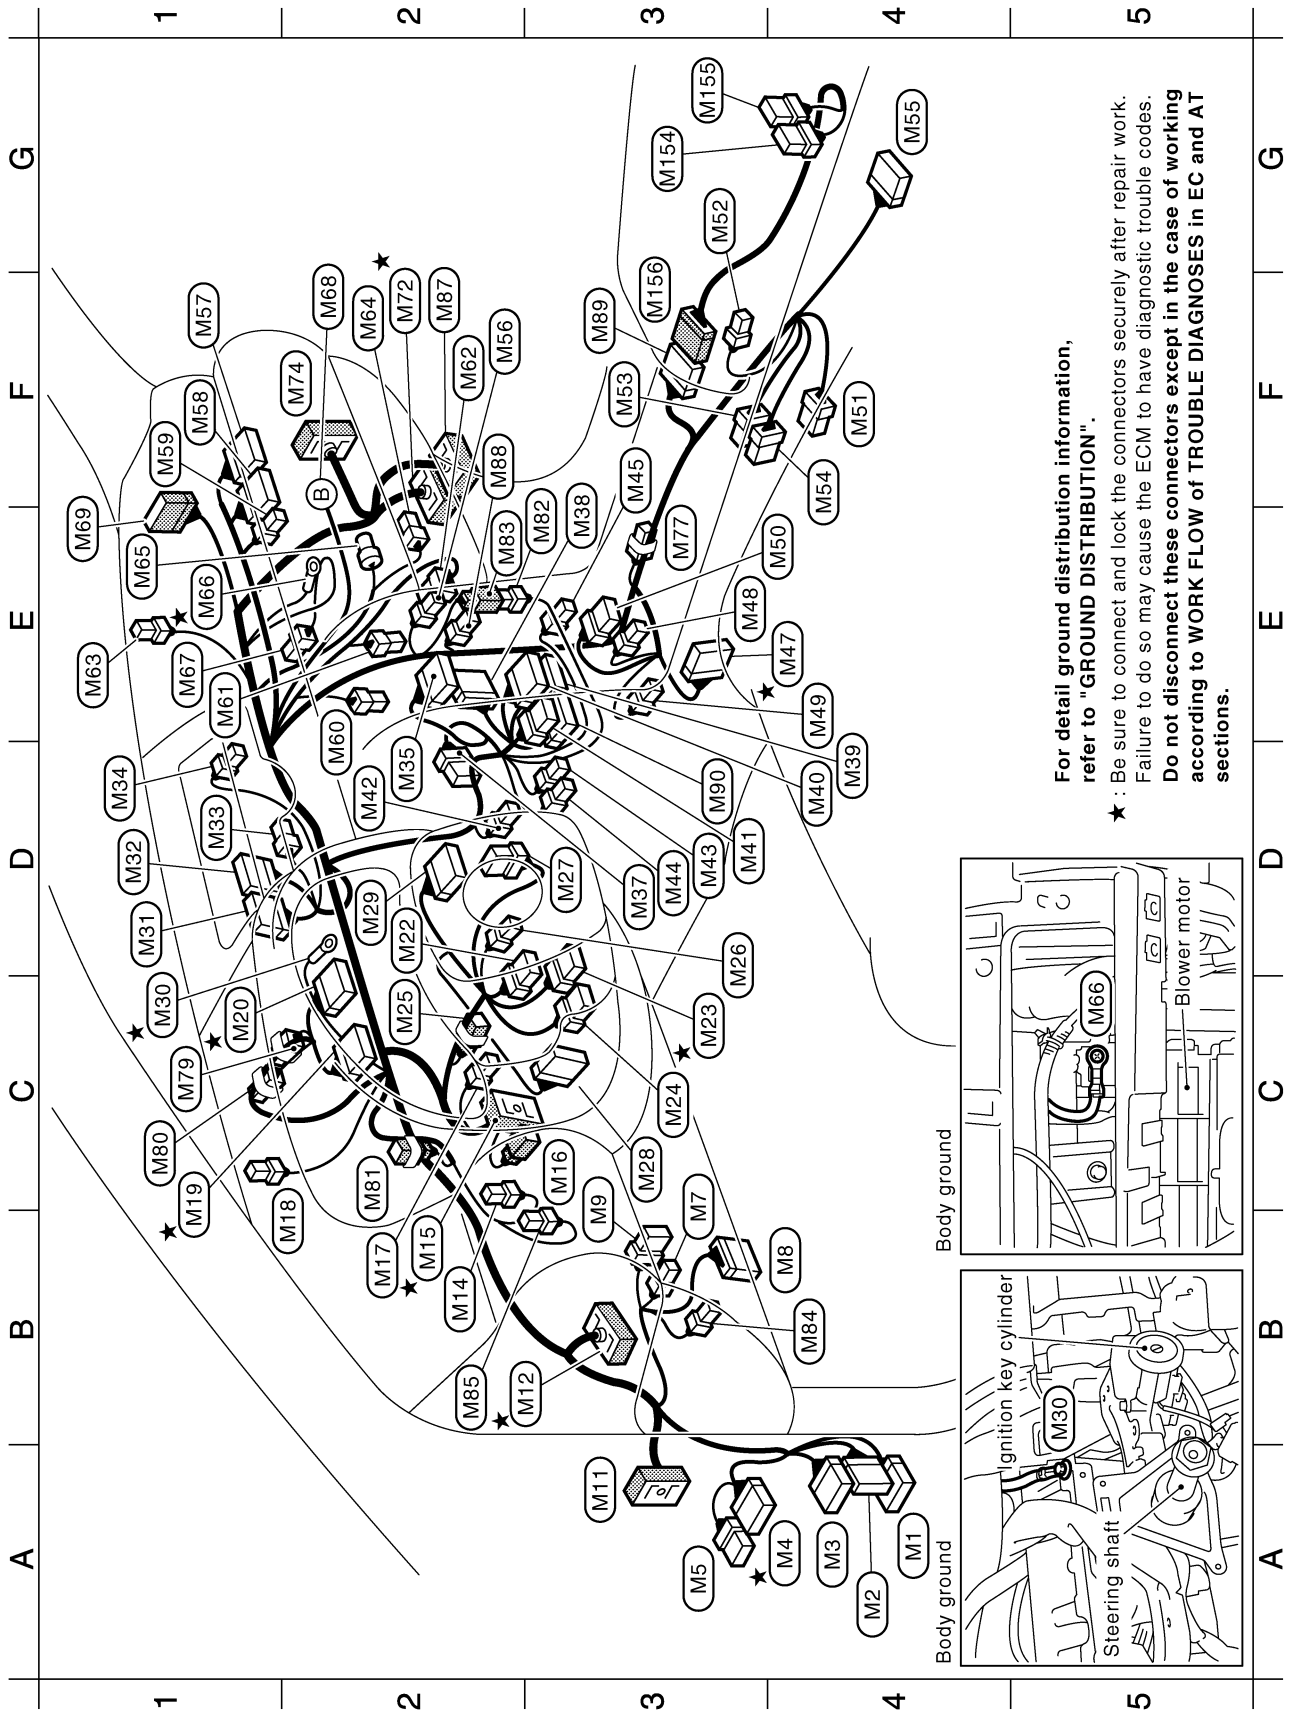 1
2
3
4
5
G
F
E
D
C
B
A
M155
M154
M55
M52
M156
M89
M53
M51
M54
M57
M58
M59
M69
M65
M66
M63
M67
M61
M60
M74
M68
M64
★
M72
M87
M62
M56
M88
M83
M82
M38
M45
M77
M50
M48
M47
★
M49
M39
M40
M90
M41
M43
M44
M37
M35
M42
M34
M33
M32
M31
M30
★
M20
★
M79
M80
M19
★
M18
M29
M22
M25
M27
M26
M23
★
M24
M28
M16
M81
M17
M15
★
M14
M85
M12
★
M9
M7
M8
M84
M11
M5
M4
★
M3
M2
M1
B
★
For detail ground distribution information,
refer to "GROUND DISTRIBUTION".
★ : Be sure to connect and lock the connectors securely after repair work.
Failure to do so may cause the ECM to have diagnostic trouble codes.
Do not disconnect these connectors except in the case of working
according to WORK FLOW of TROUBLE DIAGNOSES in EC and AT
sections.
Body ground
Ignition key cylinder
M30
Steering shaft
Body ground
M66
Blower motor
1
2
3
4
5
A
B
C
D
E
F
G